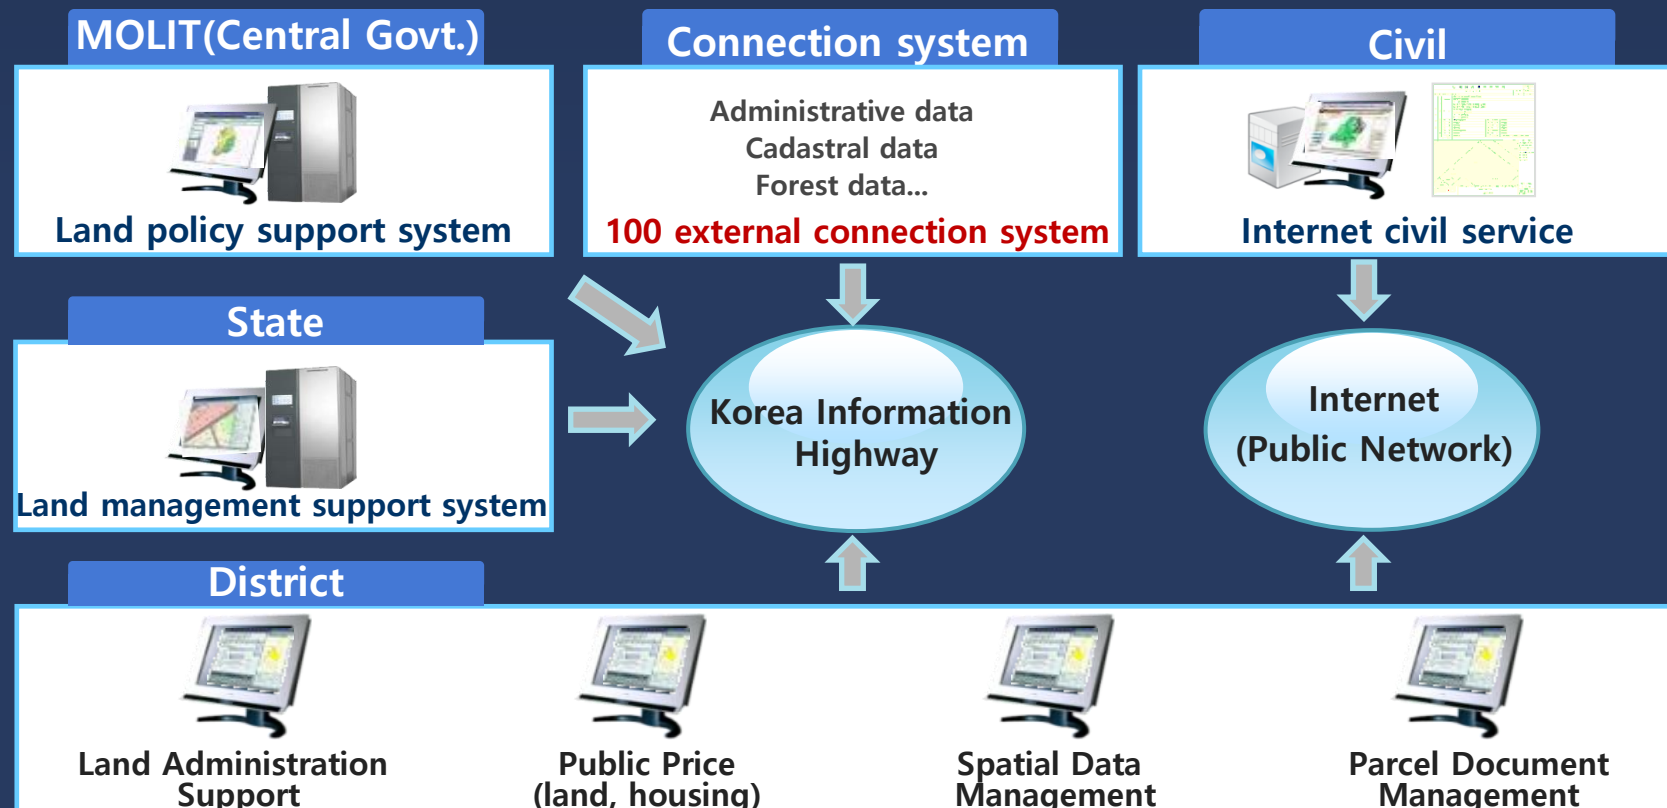 MOLIT(Central Govt.)
Land policy support system
Connection system
Administrative data
Cadastral data
Forest data...
100 external connection system
Civil
Internet civil service
State
Land management support system
Korea Information
Highway
Internet
(Public Network)
District
Land Administration
Support
Public Price
(land, housing)
Spatial Data
Management
Parcel Document
Management